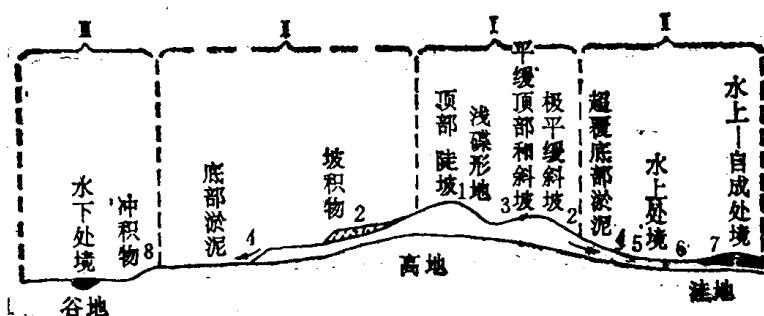 Ⅲ Ⅱ Ⅰ Ⅱ
水下处境
冲积物
底部淤泥
坡积物
顶部 陡坡
浅碟形地
平缓顶部和斜坡
极平缓斜坡
超覆底部淤泥
水上处境
水上—自成处境
8 4 2 1 3 2 4 5 6 7
谷地 高地 洼地